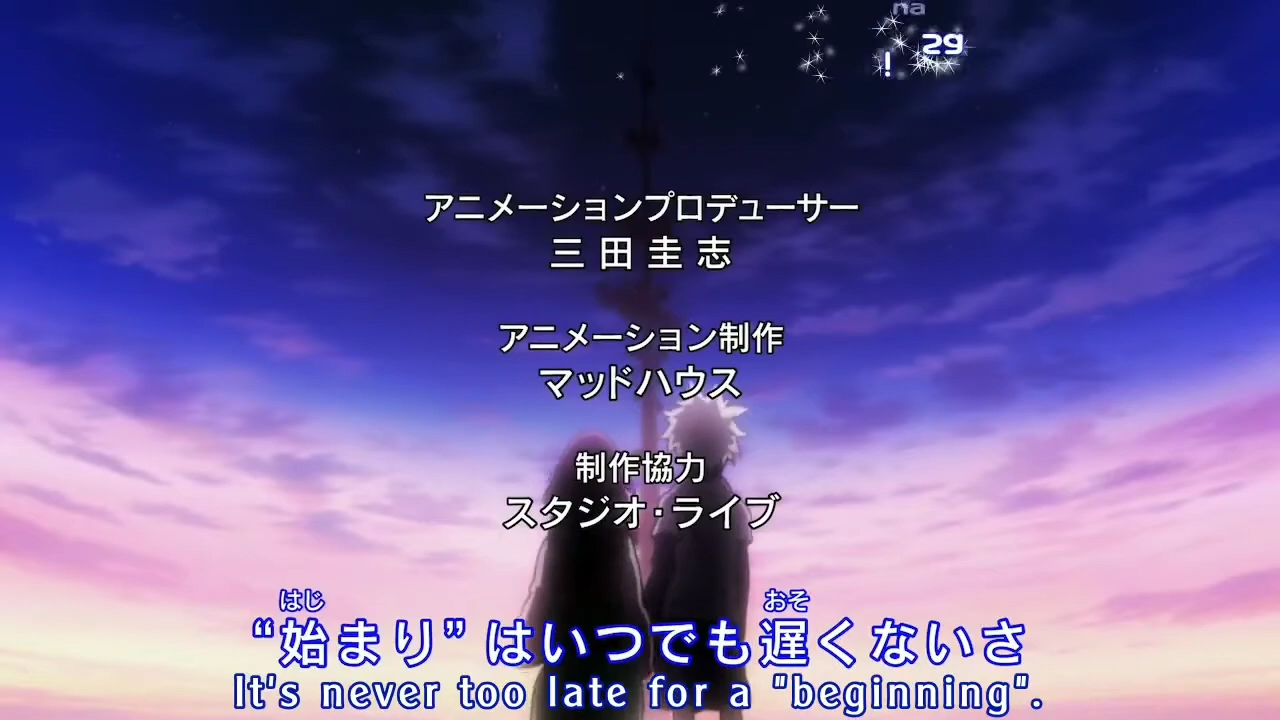 na
29
!
アニメーションプロデューサー
三田圭志
アニメーション制作
マッドハウス
制作協力
スタジオ・ライブ
はじ おそ
“始まり”はいつでも遅くないさ
It's never too late for a "beginning".